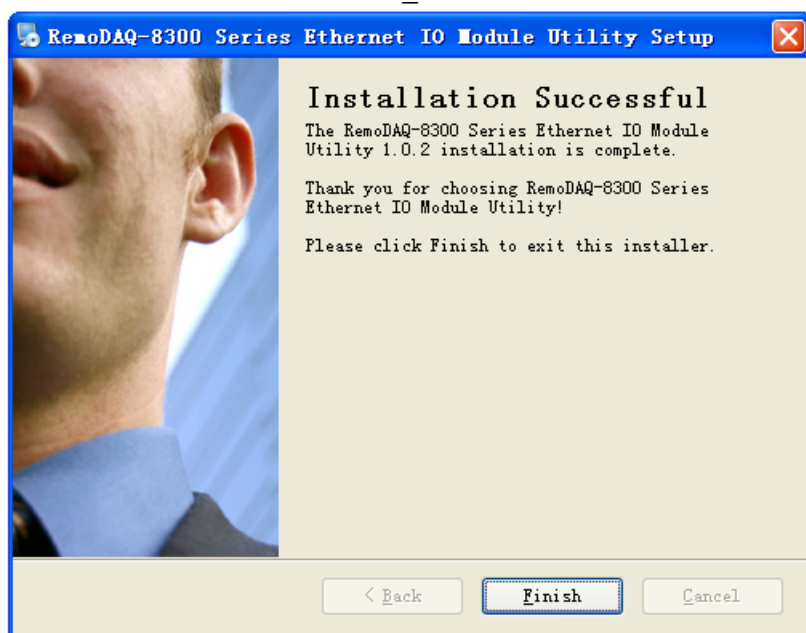 RemoDAQ-8300 Series Ethernet IO Module Utility Setup
Installation Successful
The RemoDAQ-8300 Series Ethernet IO Module
Utility 1.0.2 installation is complete.
Thank you for choosing RemoDAQ-8300 Series
Ethernet IO Module Utility!
Please click Finish to exit this installer.
< Back
Finish
Cancel